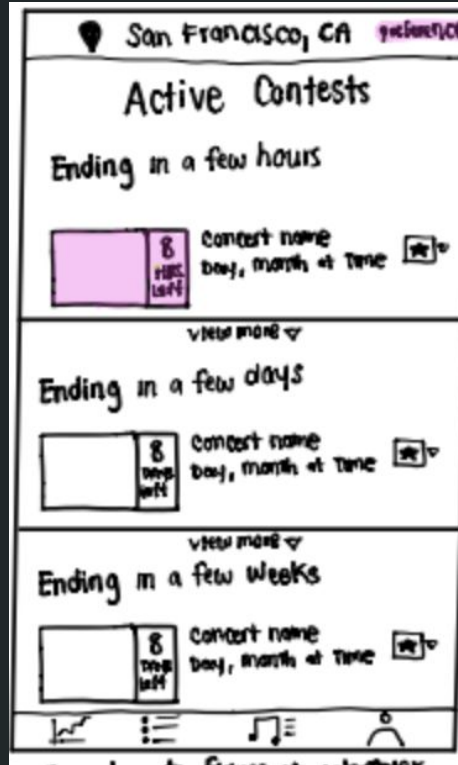 San Francisco, CA
Active Contests
Ending in a few hours
8
HRS
Left
Concert name
Day, month at Time
view more
Ending in a few days
8
Days
left
Concert name
Day, month at Time
view more
Ending in a few weeks
8
Days
left
Concert name
Day, month at Time